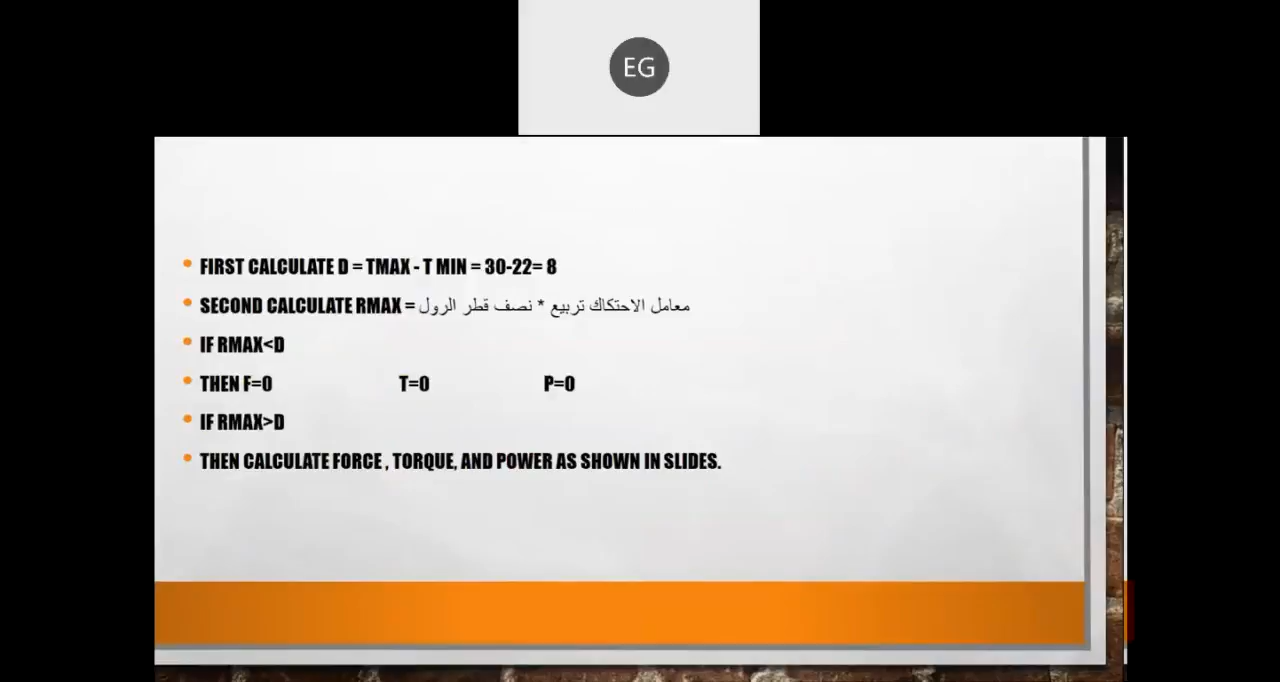 EG
FIRST CALCULATE D = TMAX - T MIN = 30-22= 8
SECOND CALCULATE RMAX = معامل الاحتكاك تربيع * نصف قطر الرول
IF RMAX<D
THEN F=0 T=0 P=0
IF RMAX>D
THEN CALCULATE FORCE , TORQUE, AND POWER AS SHOWN IN SLIDES.